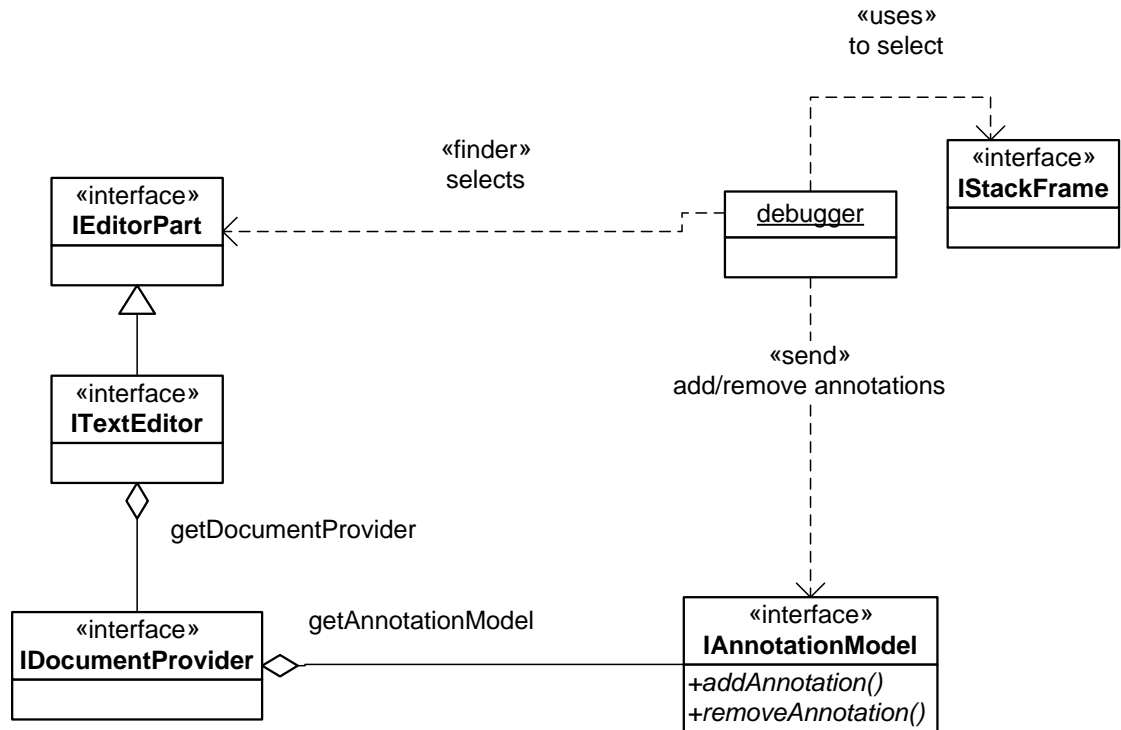 «uses»
to select
«finder»
selects
«interface»
IStackFrame
«interface»
IEditorPart
debugger
«send»
add/remove annotations
«interface»
ITextEditor
getDocumentProvider
«interface»
IDocumentProvider
getAnnotationModel
«interface»
IAnnotationModel
+addAnnotation()
+removeAnnotation()